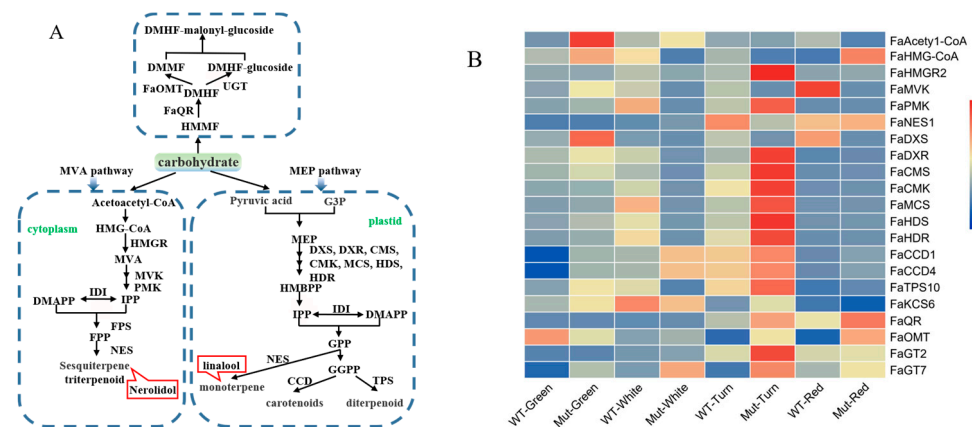 A
DMHF-malonyl-glucoside
DMMF
DMHF-glucoside
FaOMT
DMHF
UGT
FaQR
HMMF
carbohydrate
MVA pathway
MEP pathway
Acetoacetyl-CoA
cytoplasm
HMG-CoA
HMGR
MVA
MVK
PMK
DMAPP
IDI
IPP
FPS
FPP
NES
Sesquiterpene
triterpenoid
Nerolidol
Pyruvic acid
G3P
plastid
MEP
DXS, DXR, CMS,
CMK, MCS, HDS,
HDR
HMBPP
IPP
IDI
DMAPP
GPP
NES
linalool
monoterpene
GGPP
CCD
TPS
carotenoids
diterpenoid
B
FaAcety1-CoA
FaHMG-CoA
FaHMGR2
FaMVK
FaPMK
FaNES1
FaDXS
FaDXR
FaCMS
FaCMK
FaMCS
FaHDS
FaHDR
FaCCD1
FaCCD4
FaTPS10
FaKCS6
FaQR
FaOMT
FaGT2
FaGT7
WT-Green
Mut-Green
WT-White
Mut-White
WT-Turn
Mut-Turn
WT-Red
Mut-Red